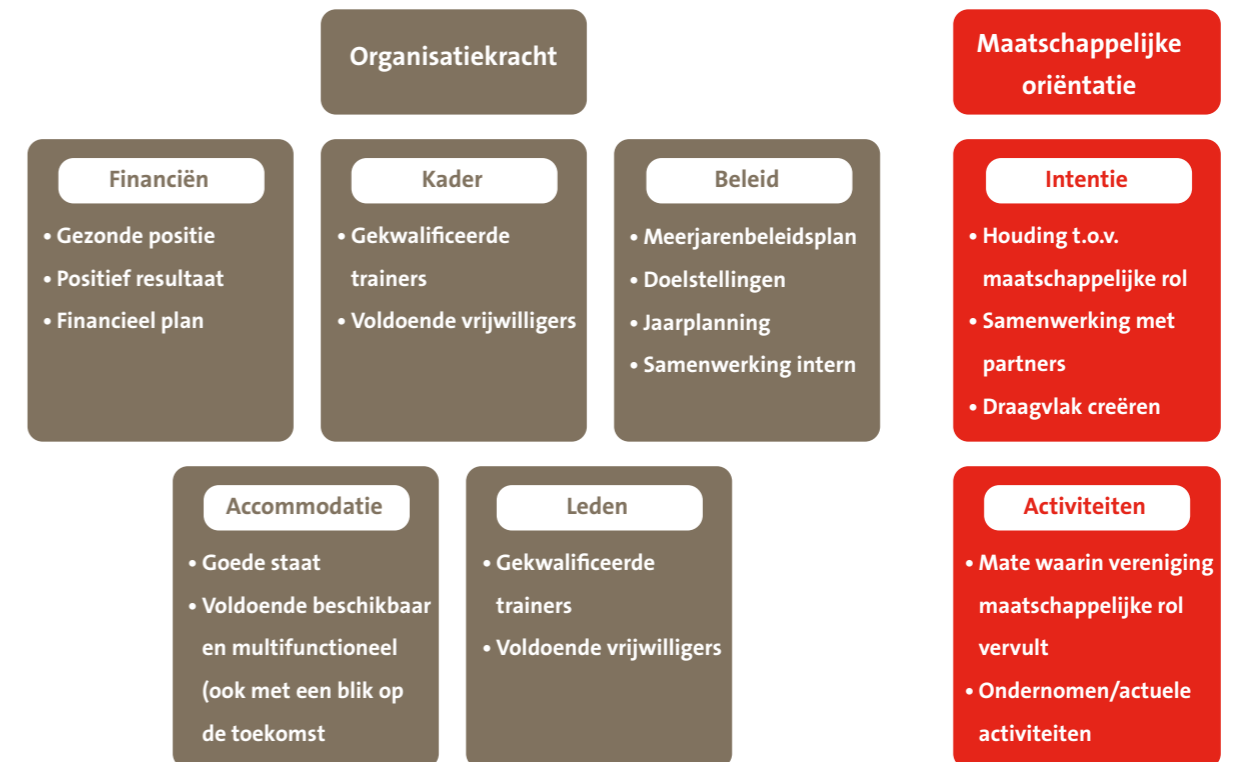 Organisatiekracht
Maatschappelijke
oriëntatie
Financiën
• Gezonde positie
• Positief resultaat
• Financieel plan
Kader
• Gekwalificeerde
trainers
• Voldoende vrijwilligers
Beleid
• Meerjarenbeleidsplan
• Doelstellingen
• Jaarplanning
• Samenwerking intern
Intentie
• Houding t.o.v.
maatschappelijke rol
• Samenwerking met
partners
• Draagvlak creëren
Accommodatie
• Goede staat
• Voldoende beschikbaar
en multifunctioneel
(ook met een blik op
de toekomst
Leden
• Gekwalificeerde
trainers
• Voldoende vrijwilligers
Activiteiten
• Mate waarin vereniging
maatschappelijke rol
vervult
• Ondernomen/actuele
activiteiten